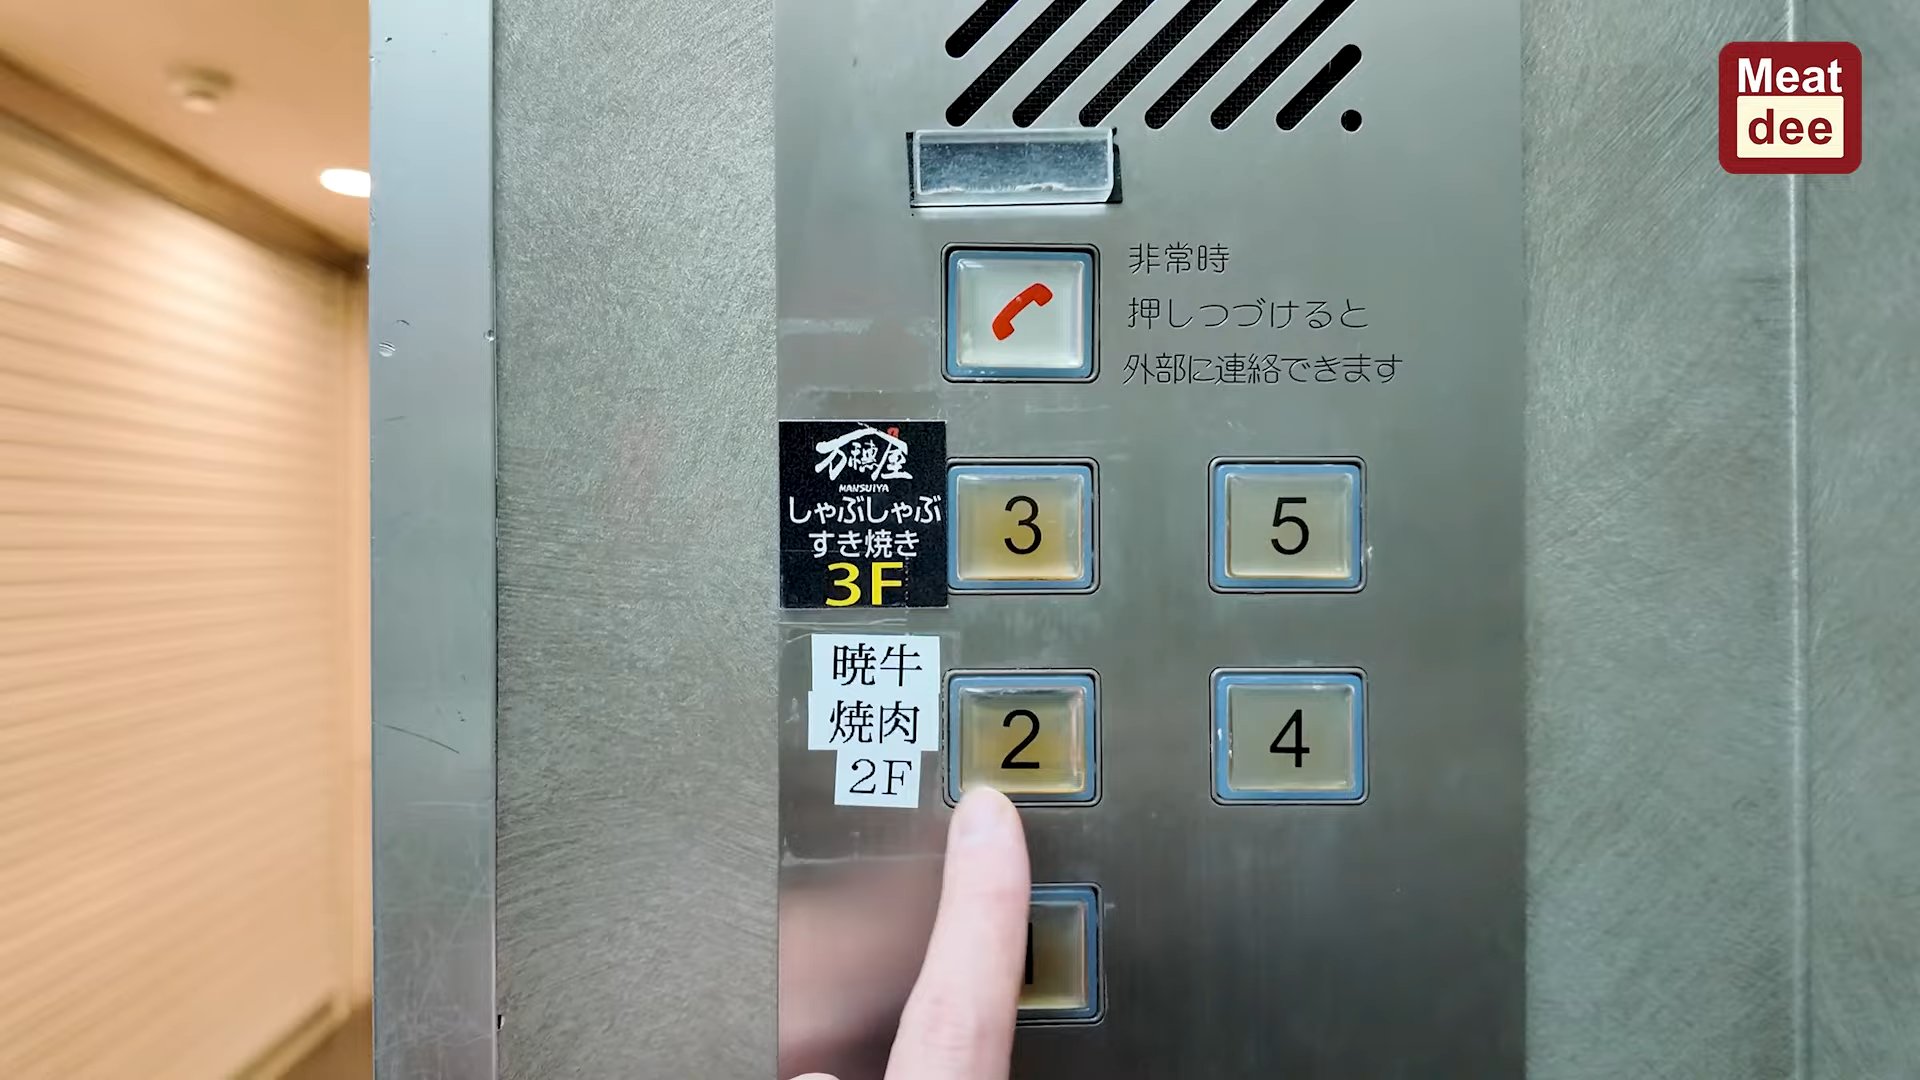 Meat
dee
非常時
押しつづけると
外部に連絡できます
万穂屋
MANSUIYA
しゃぶしゃぶ
すき焼き
3F
3
5
暁牛
焼肉
2F
2
4
1